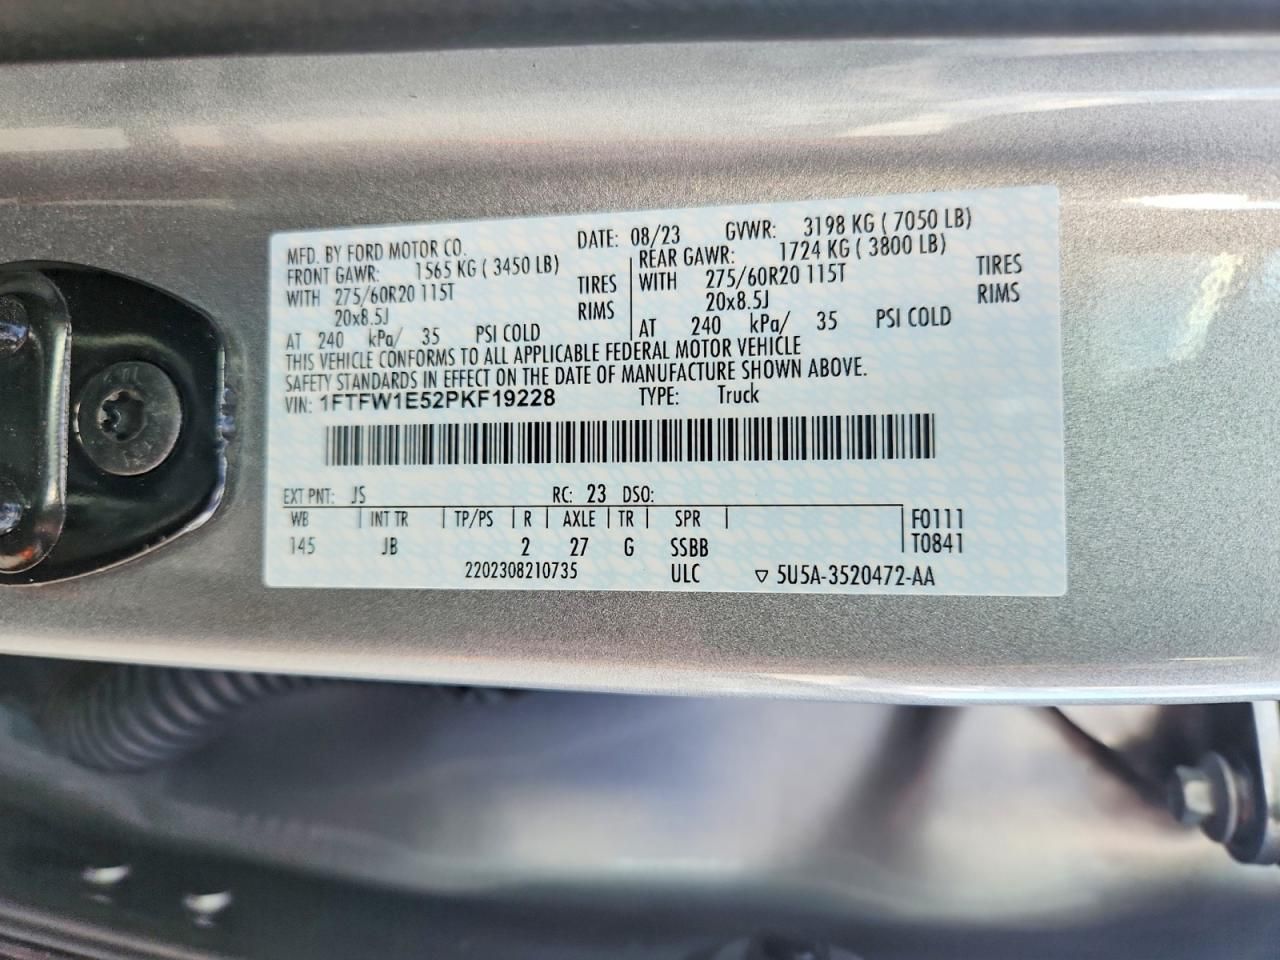 MFD. BY FORD MOTOR CO. DATE: 08/23 GVWR: 3198 KG ( 7050 LB)
FRONT GAWR: 1565 KG ( 3450 LB) REAR GAWR: 1724 KG ( 3800 LB)
WITH 275/60R20 115T TIRES WITH 275/60R20 115T TIRES
20x8.5J RIMS 20x8.5J RIMS
AT 240 kPa/ 35 PSI COLD AT 240 kPa/ 35 PSI COLD
THIS VEHICLE CONFORMS TO ALL APPLICABLE FEDERAL MOTOR VEHICLE
SAFETY STANDARDS IN EFFECT ON THE DATE OF MANUFACTURE SHOWN ABOVE.
VIN: 1FTFW1E52PKF19228 TYPE: Truck
EXT PNT: JS RC: 23 DSO:
WB INT TR TP/PS R AXLE TR SPR F0111
145 JB 2 27 G SSBB T0841
2202308210735 ULC ▽ 5U5A-3520472-AA